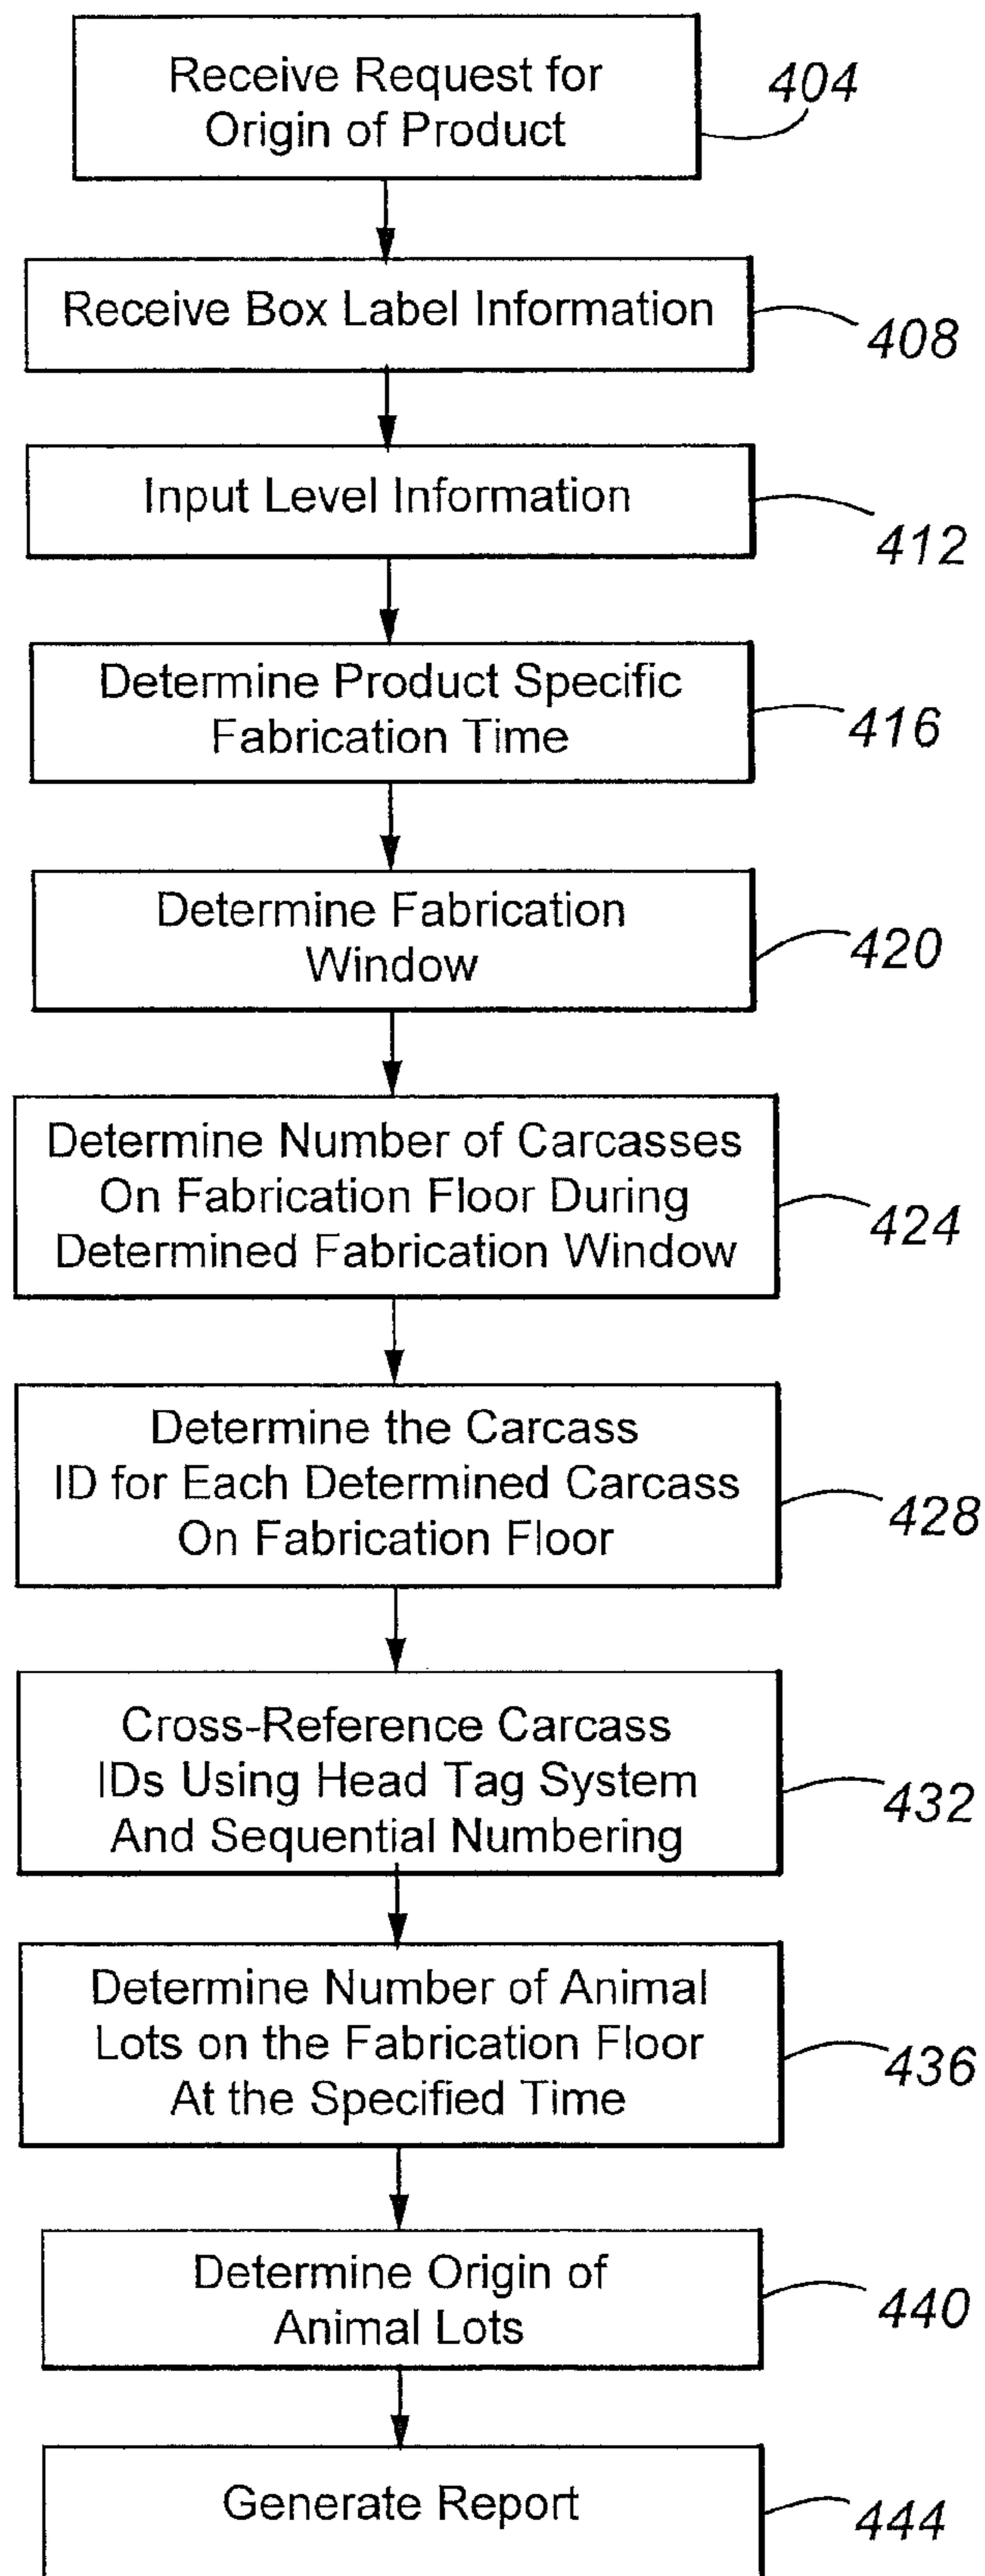 Receive Request for
Origin of Product
404
Receive Box Label Information
408
Input Level Information
412
Determine Product Specific
Fabrication Time
416
Determine Fabrication
Window
420
Determine Number of Carcasses
On Fabrication Floor During
Determined Fabrication Window
424
Determine the Carcass
ID for Each Determined Carcass
On Fabrication Floor
428
Cross-Reference Carcass
IDs Using Head Tag System
And Sequential Numbering
432
Determine Number of Animal
Lots on the Fabrication Floor
At the Specified Time
436
Determine Origin of
Animal Lots
440
Generate Report
444